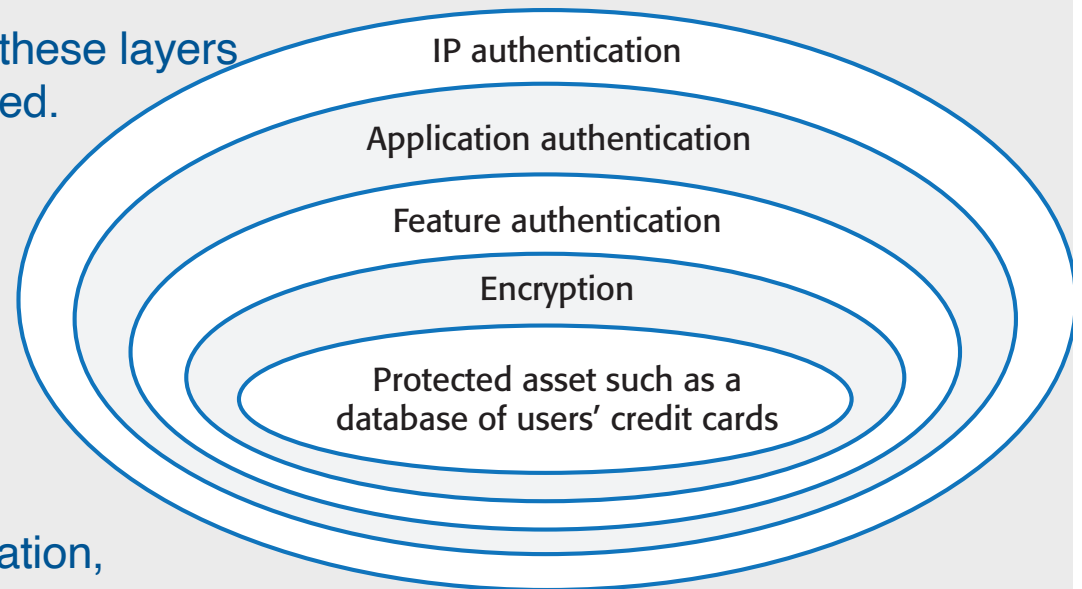 these layers
ed.
IP authentication
Application authentication
Feature authentication
Encryption
Protected asset such as a
database of users’ credit cards
ation,